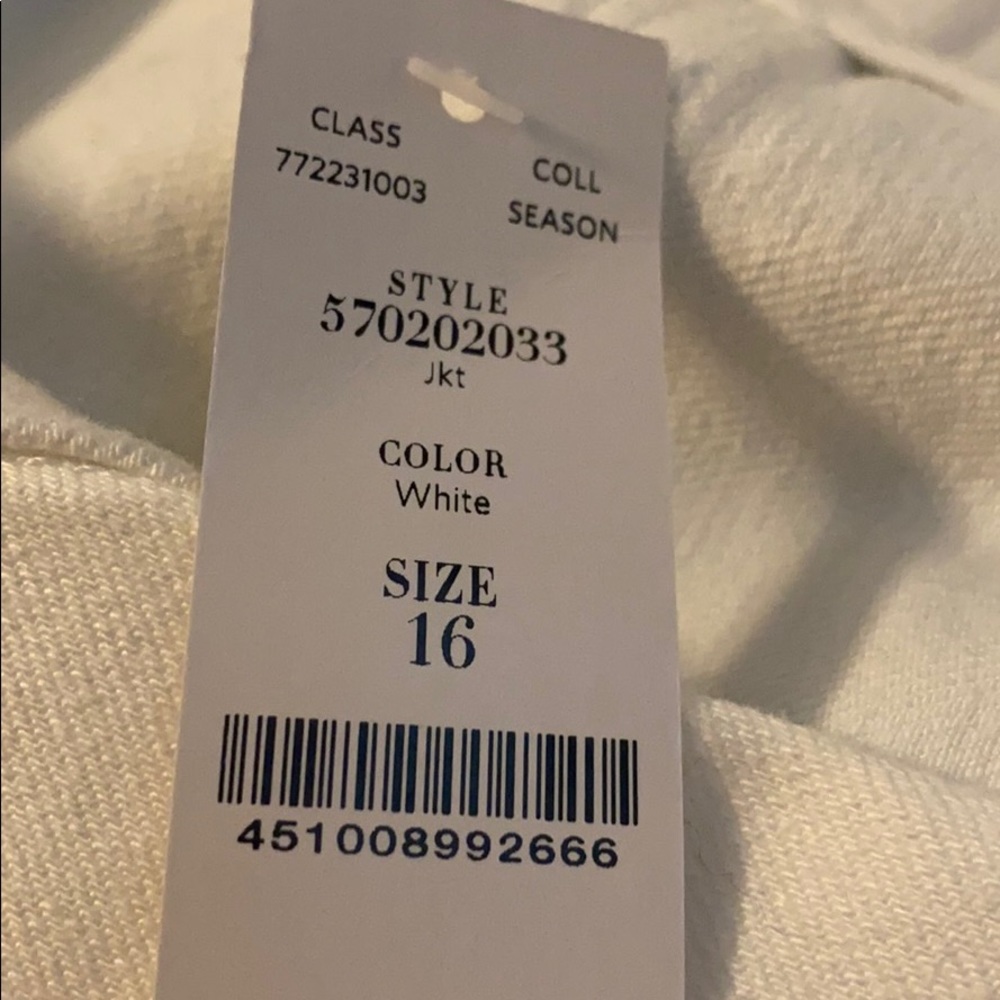 CLASS
772231003
COLL
SEASON
STYLE
570202033
Jkt
COLOR
White
SIZE
16
451008992666